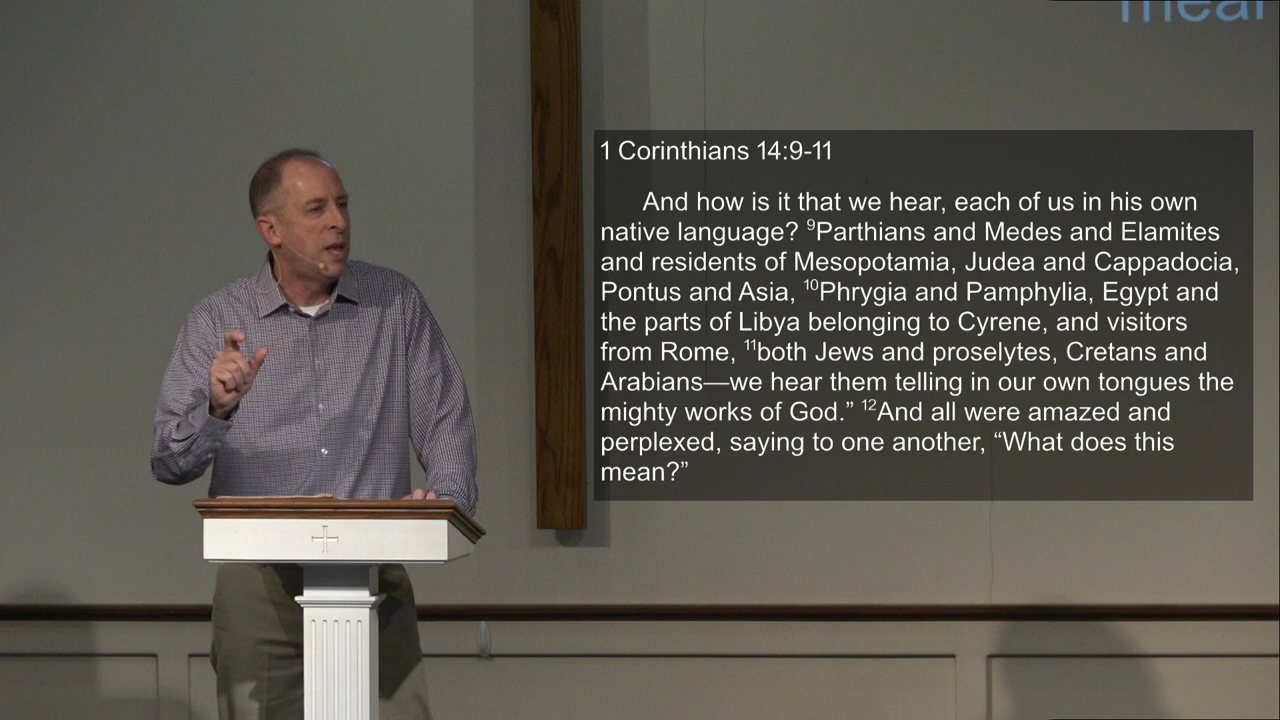 1 Corinthians 14:9-11
And how is it that we hear, each of us in his own
native language? ⁹Parthians and Medes and Elamites
and residents of Mesopotamia, Judea and Cappadocia,
Pontus and Asia, ¹⁰Phrygia and Pamphylia, Egypt and
the parts of Libya belonging to Cyrene, and visitors
from Rome, ¹¹both Jews and proselytes, Cretans and
Arabians—we hear them telling in our own tongues the
mighty works of God.” ¹²And all were amazed and
perplexed, saying to one another, “What does this
mean?”